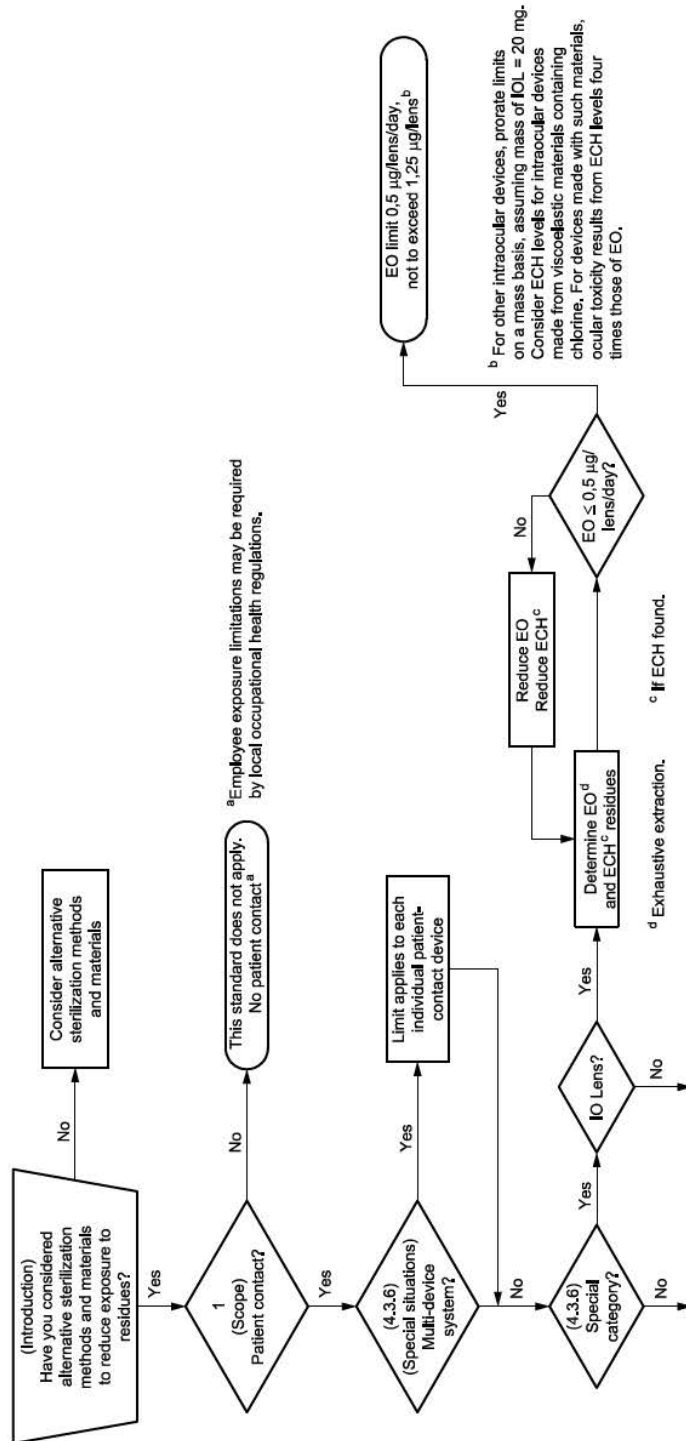 (Introduction)
Have you considered
alternative sterilization
methods and materials
to reduce exposure to
residues?
No
Consider alternative
sterilization methods
and materials
Yes
1
(Scope)
Patient contact?
No
This standard does not apply.
No patient contact a
a Employee exposure limitations may be required
by local occupational health regulations.
Yes
(4.3.6)
(Special situations)
Multi-device
system?
Yes
Limit applies to each
individual patient-
contact device
No
(4.3.6)
Special
category?
Yes
No
IO Lens?
Yes
No
Determine EO d
and ECH c residues
d Exhaustive extraction.
c If ECH found.
Reduce EO
Reduce ECH c
No
EO ≤ 0,5 µg/
lens/day?
Yes
EO limit 0,5 µg/lens/day,
not to exceed 1,25 µg/lens b
b For other intraocular devices, prorate limits
on a mass basis, assuming mass of IOL = 20 mg.
Consider ECH levels for intraocular devices
made from viscoelastic materials containing
chlorine. For devices made with such materials,
ocular toxicity results from ECH levels four
times those of EO.